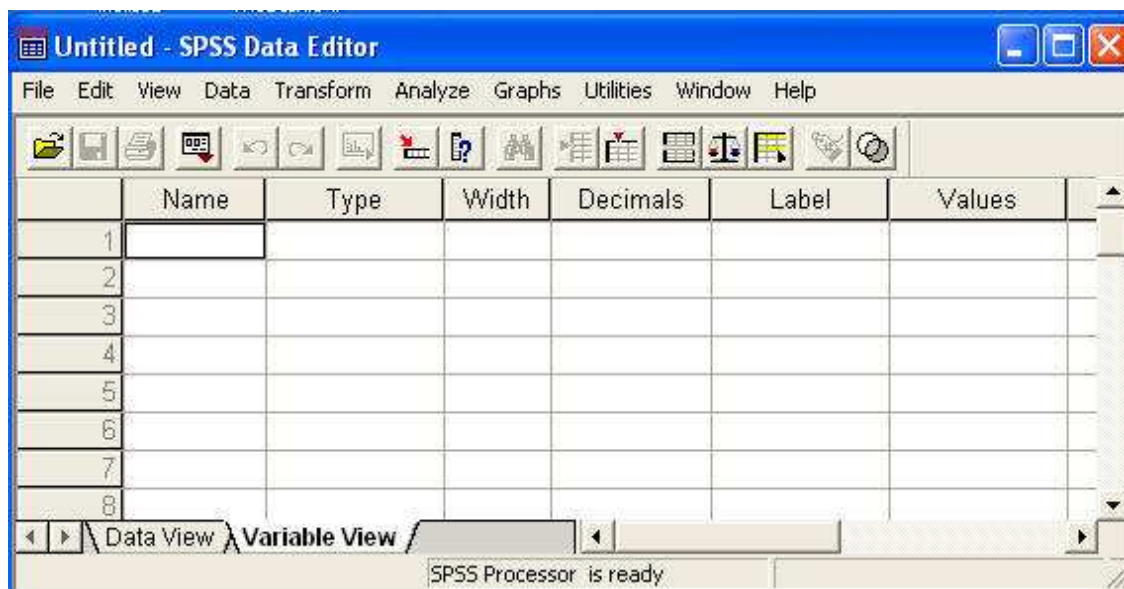 Untitled - SPSS Data Editor
File Edit View Data Transform Analyze Graphs Utilities Window Help
Name Type Width Decimals Label Values
1
2
3
4
5
6
7
8
Data View Variable View
SPSS Processor is ready